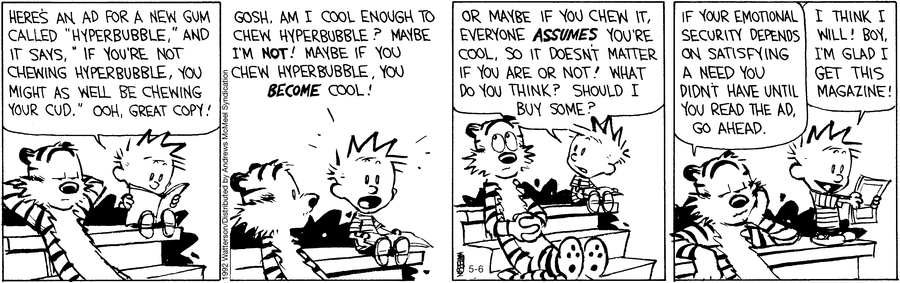 HERE'S AN AD FOR A NEW GUM
CALLED "HYPERBUBBLE," AND
IT SAYS, "IF YOU'RE NOT
CHEWING HYPERBUBBLE, YOU
MIGHT AS WELL BE CHEWING
YOUR CUD." OOH, GREAT COPY!
1992 Watterson/Distributed by Andrews McMeel Syndication
GOSH, AM I COOL ENOUGH TO
CHEW HYPERBUBBLE? MAYBE
I'M NOT! MAYBE IF YOU
CHEW HYPERBUBBLE, YOU
BECOME COOL!
OR MAYBE IF YOU CHEW IT,
EVERYONE ASSUMES YOU'RE
COOL, SO IT DOESN'T MATTER
IF YOU ARE OR NOT! WHAT
DO YOU THINK? SHOULD I
BUY SOME?
5-6
IF YOUR EMOTIONAL
SECURITY DEPENDS
ON SATISFYING
A NEED YOU
DIDN'T HAVE UNTIL
YOU READ THE AD,
GO AHEAD.
I THINK I
WILL! BOY,
I'M GLAD I
GET THIS
MAGAZINE!